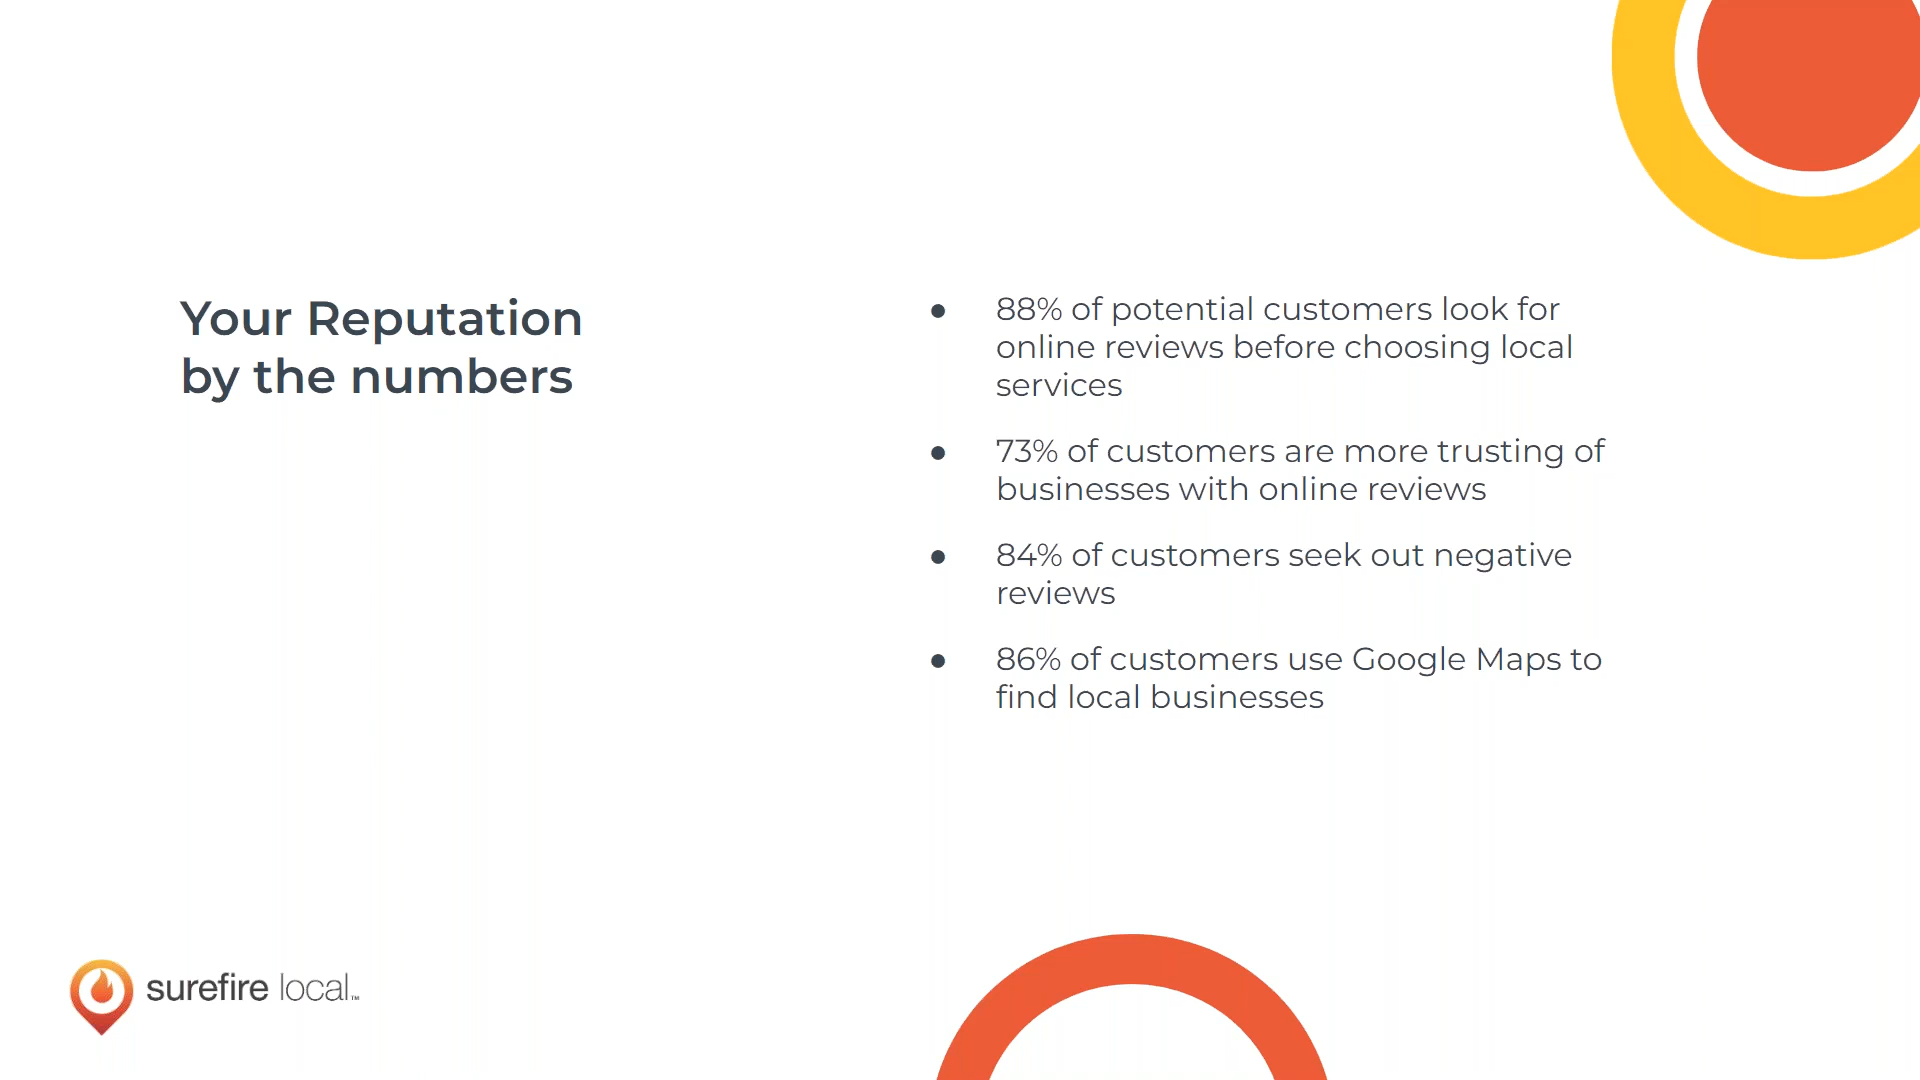 Your Reputation
by the numbers
● 88% of potential customers look for
online reviews before choosing local
services
● 73% of customers are more trusting of
businesses with online reviews
● 84% of customers seek out negative
reviews
● 86% of customers use Google Maps to
find local businesses
surefire local™